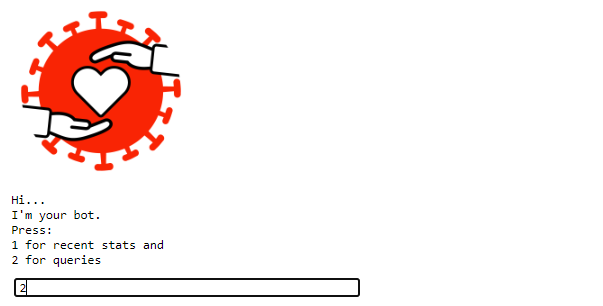 Hi...
I'm your bot.
Press:
1 for recent stats and
2 for queries
2